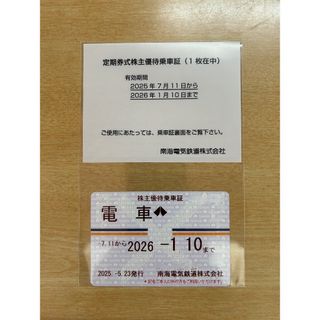 定期券式株主優待乗車証（１枚在中）
有効期間
2025年７月１１日から
2026年１月１０日まで
ご使用にあたっては、乗車証裏面をご覧下さい。
南海電気鉄道株式会社
株主優待乗車証
電車
-7.11から2026-110まで
2025.-5.23発行 南海電気鉄道株式会社